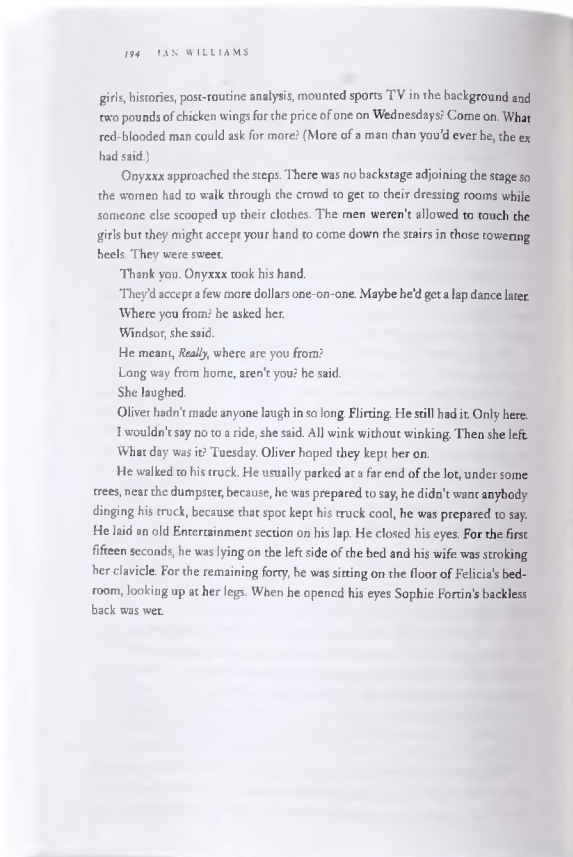 194 IAN WILLIAMS
girls, histories, post-routine analysis, mounted sports TV in the background and
two pounds of chicken wings for the price of one on Wednesdays? Come on. What
red-blooded man could ask for more? (More of a man than you'd ever be, the ex
had said.)
Onyxxx approached the steps. There was no backstage adjoining the stage so
the women had to walk through the crowd to get to their dressing rooms while
someone else scooped up their clothes. The men weren't allowed to touch the
girls but they might accept your hand to come down the stairs in those towering
heels. They were sweet.
Thank you. Onyxxx took his hand.
They'd accept a few more dollars one-on-one. Maybe he'd get a lap dance later.
Where you from? he asked her.
Windsor, she said.
He meant, Really, where are you from?
Long way from home, aren't you? he said.
She laughed.
Oliver hadn't made anyone laugh in so long. Flirting. He still had it. Only here.
I wouldn't say no to a ride, she said. All wink without winking. Then she left.
What day was it? Tuesday. Oliver hoped they kept her on.
He walked to his truck. He usually parked at a far end of the lot, under some
trees, near the dumpster, because, he was prepared to say, he didn't want anybody
dinging his truck, because that spot kept his truck cool, he was prepared to say.
He laid an old Entertainment section on his lap. He closed his eyes. For the first
fifteen seconds, he was lying on the left side of the bed and his wife was stroking
her clavicle. For the remaining forty, he was sitting on the floor of Felicia's bed-
room, looking up at her legs. When he opened his eyes Sophie Fortin's backless
back was wet.